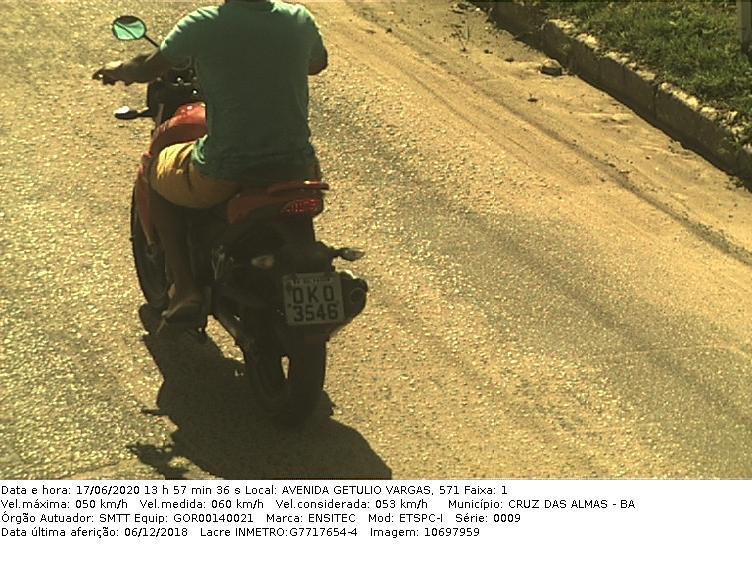 OKO
3546
Data e hora: 17/06/2020 13 h 57 min 36 s Local: AVENIDA GETULIO VARGAS, 571 Faixa: 1
Vel.máxima: 050 km/h Vel.medida: 060 km/h Vel.considerada: 053 km/h Município: CRUZ DAS ALMAS - BA
Órgão Autuador: SMTT Equip: GOR00140021 Marca: ENSITEC Mod: ETSPC-I Série: 0009
Data última aferição: 06/12/2018 Lacre INMETRO:G7717654-4 Imagem: 10697959